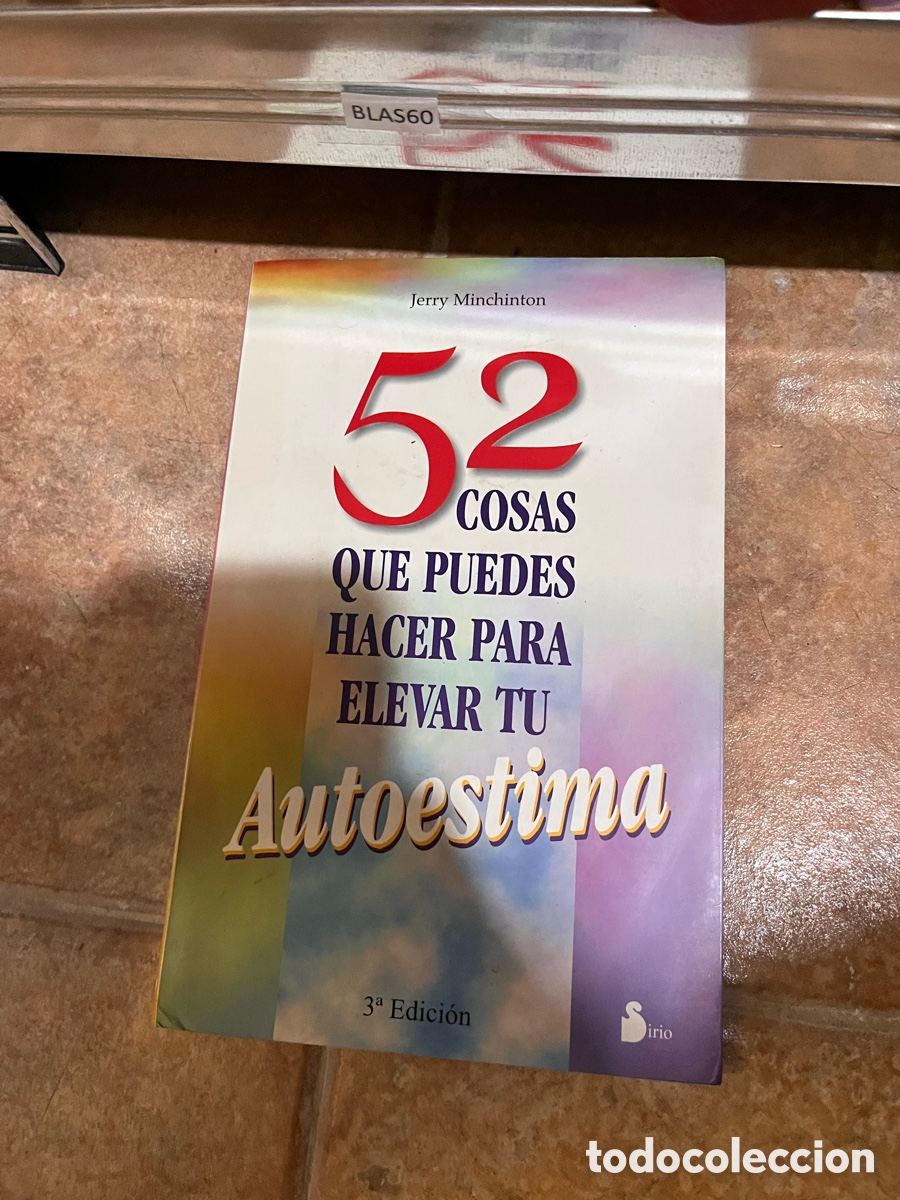 BLAS60
Jerry Minchinton
52
COSAS
QUE PUEDES
HACER PARA
ELEVAR TU
Autoestima
3ª Edición
Sirio
todocoleccion